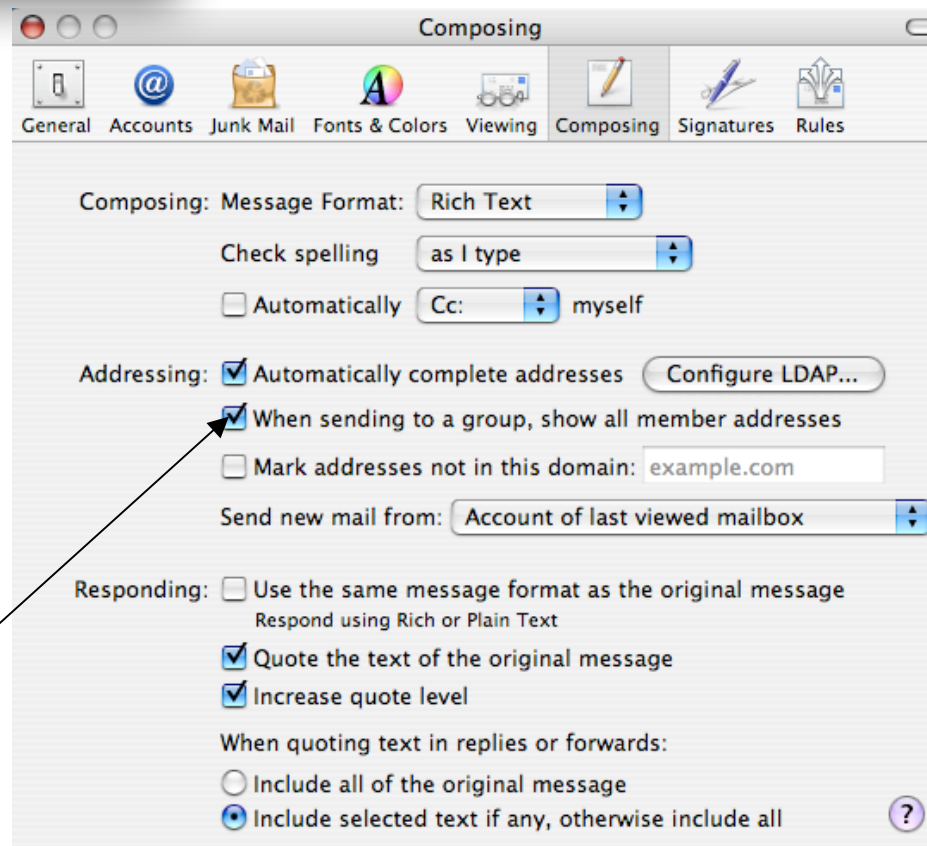 Composing
General Accounts Junk Mail Fonts & Colors Viewing Composing Signatures Rules
Composing: Message Format: Rich Text
Check spelling as I type
Automatically Cc: myself
Addressing: Automatically complete addresses Configure LDAP...
When sending to a group, show all member addresses
Mark addresses not in this domain: example.com
Send new mail from: Account of last viewed mailbox
Responding: Use the same message format as the original message
Respond using Rich or Plain Text
Quote the text of the original message
Increase quote level
When quoting text in replies or forwards:
Include all of the original message
Include selected text if any, otherwise include all ?